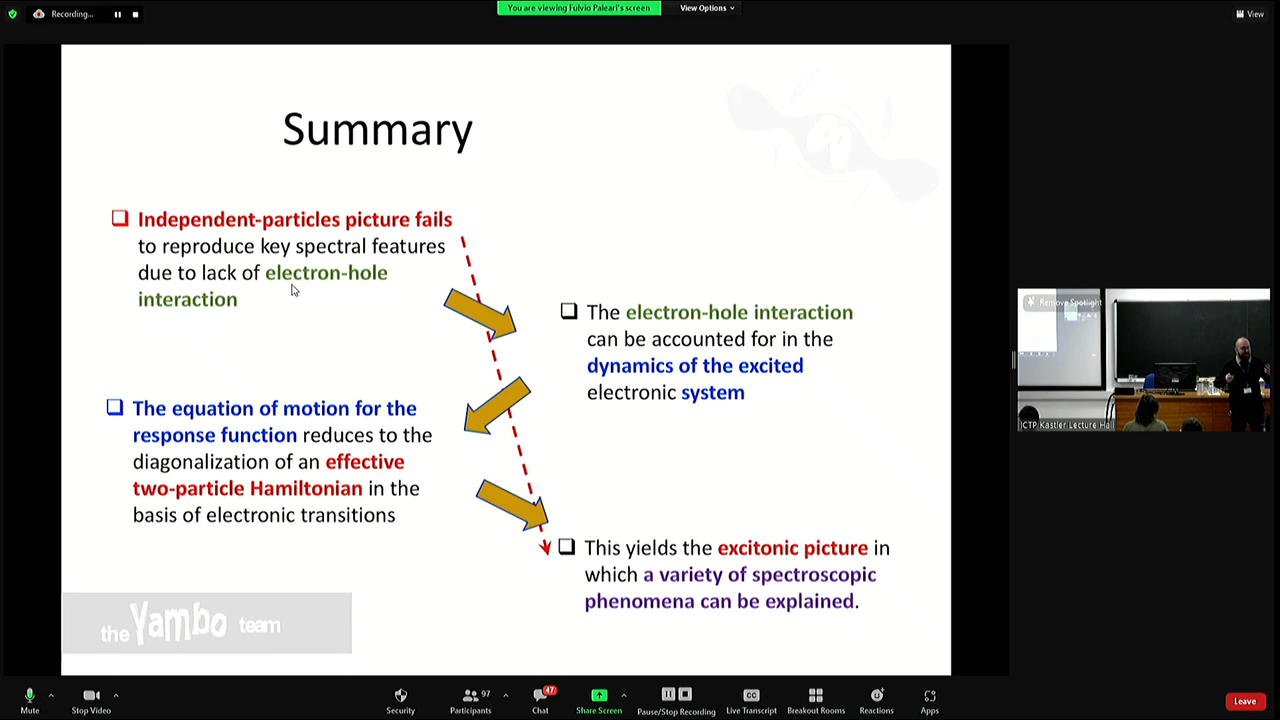 Recording...
You are viewing Fulvio Paleari's screen
View Options
View
Summary
Independent-particles picture fails
to reproduce key spectral features
due to lack of electron-hole
interaction
The electron-hole interaction
can be accounted for in the
dynamics of the excited
electronic system
The equation of motion for the
response function reduces to the
diagonalization of an effective
two-particle Hamiltonian in the
basis of electronic transitions
This yields the excitonic picture in
which a variety of spectroscopic
phenomena can be explained.
the Yambo team
Remove Spotlight
ICTP Kastler Lecture Hall
Mute
Stop Video
Security
97
Participants
47
Chat
Share Screen
Pause/Stop Recording
CC
Live Transcript
Breakout Rooms
Reactions
Apps
Leave